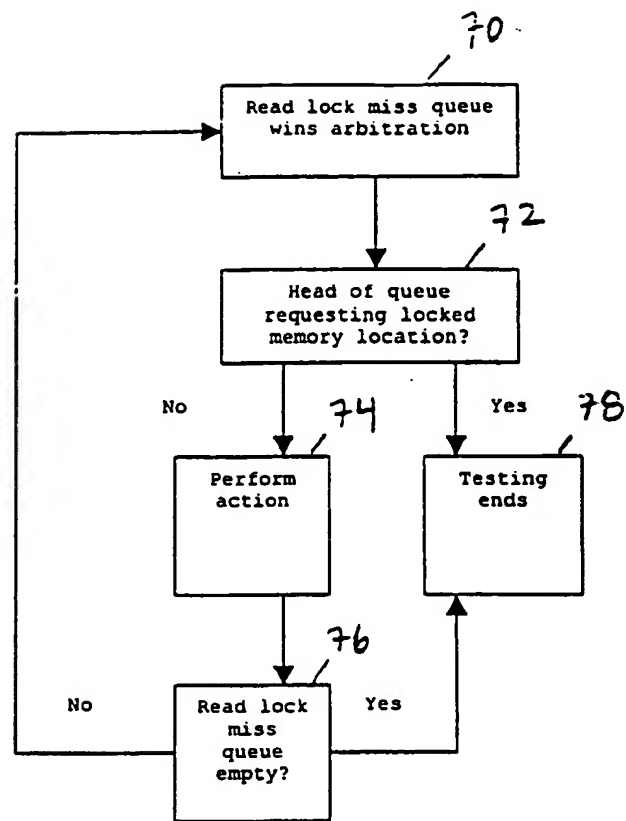 70
Read lock miss queue
wins arbitration
72
Head of queue
requesting locked
memory location?
No
74
Yes
78
Perform
action
Testing
ends
76
No
Read lock
miss
queue
empty?
Yes